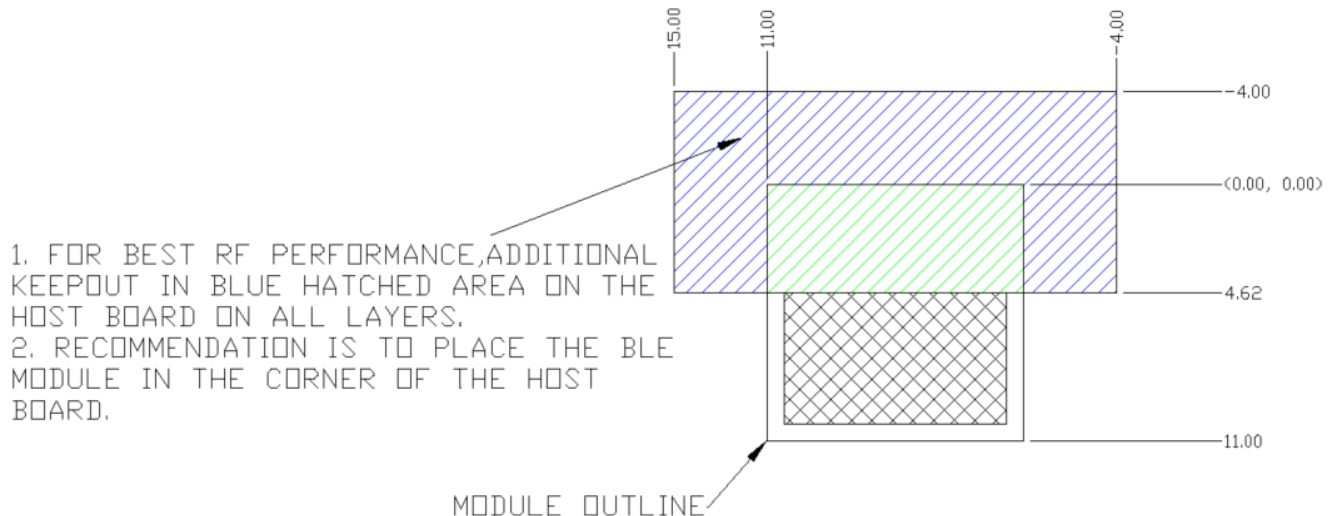 15.00
11.00
-4.00
-4.00
(0.00, 0.00)
1. FOR BEST RF PERFORMANCE,ADDITIONAL
KEEPOUT IN BLUE HATCHED AREA ON THE
HOST BOARD ON ALL LAYERS.
4.62
2. RECOMMENDATION IS TO PLACE THE BLE
MODULE IN THE CORNER OF THE HOST
BOARD.
11.00
MODULE OUTLINE